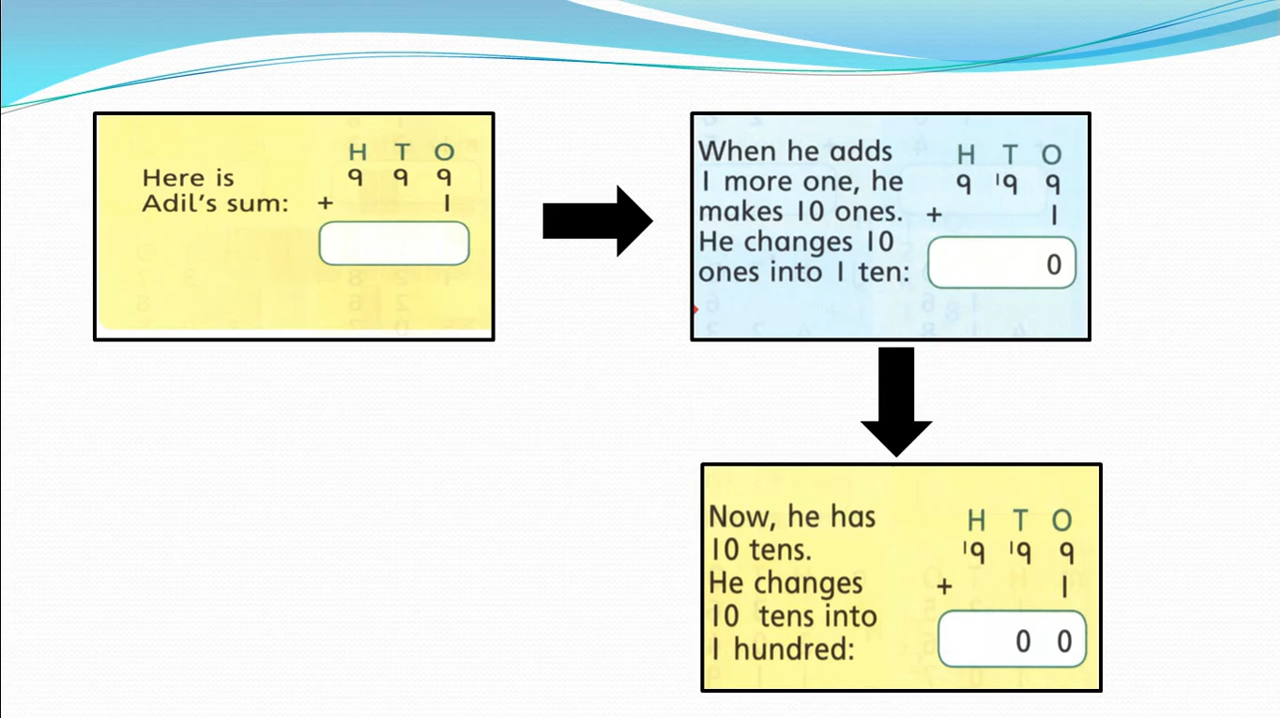 H T O
Here is 9 9 9
Adil's sum: + 1
When he adds H T O
1 more one, he 9 19 9
makes 10 ones. + 1
He changes 10
ones into 1 ten: 0
Now, he has H T O
10 tens. 19 19 9
He changes + 1
10 tens into
1 hundred: 0 0